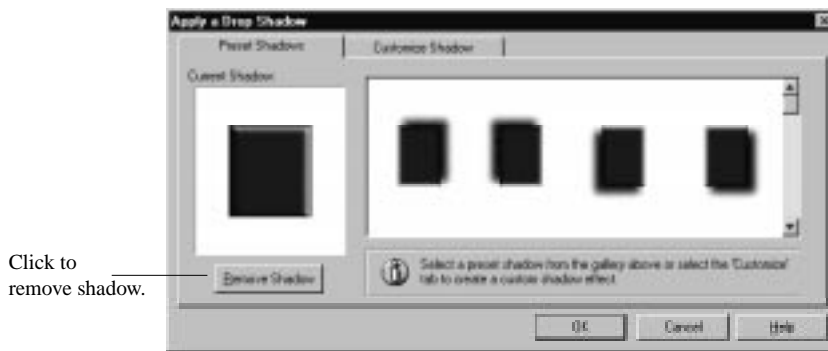 Apply a Drop Shadow
Preset Shadows
Customize Shadow
Current Shadow:
Click to
remove shadow.
Remove Shadow
Select a preset shadow from the gallery above or select the 'Customize'
tab to create a custom shadow effect.
OK
Cancel
Help